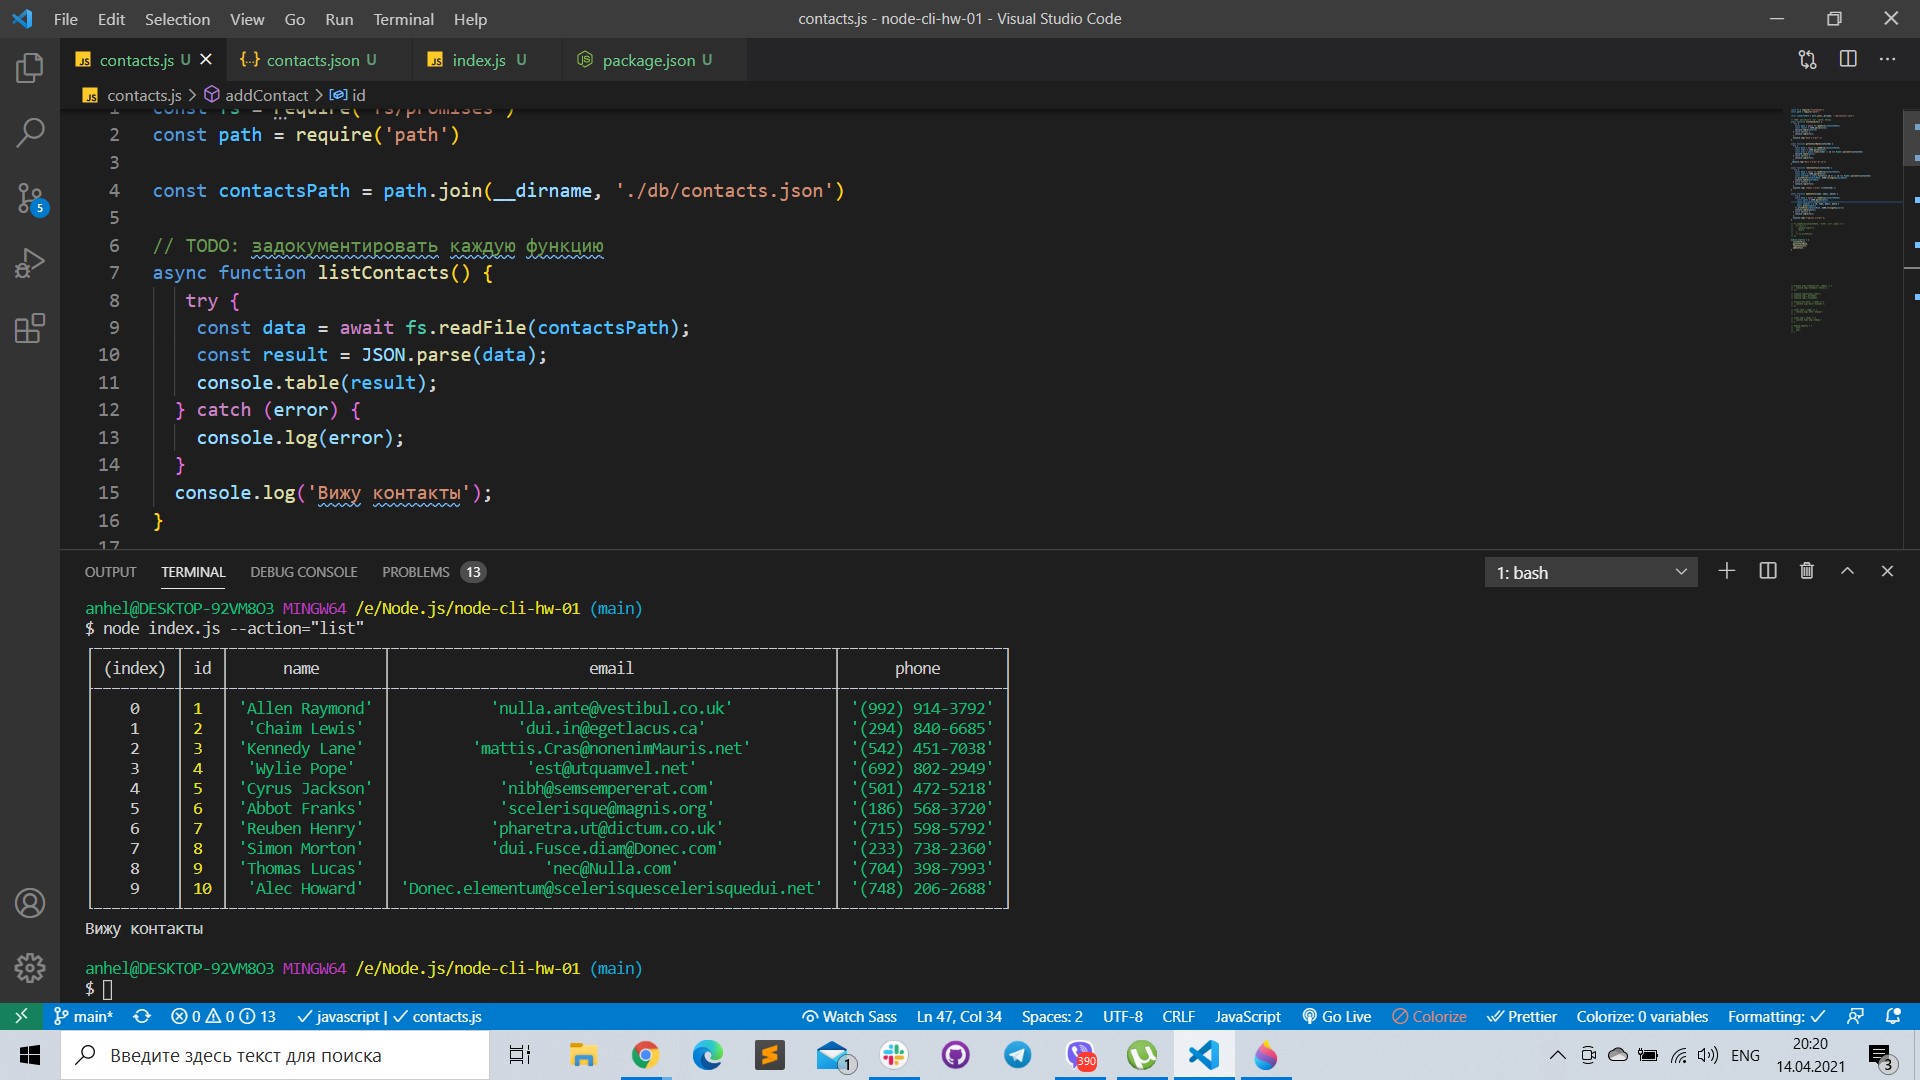 File Edit Selection View Go Run Terminal Help
contacts.js - node-cli-hw-01 - Visual Studio Code
contacts.js U contacts.json U index.js U package.json U
contacts.js > addContact > id
1 const fs = require('fs/promises')
2 const path = require('path')
3
4 const contactsPath = path.join(__dirname, './db/contacts.json')
5
6 // TODO: задокументировать каждую функцию
7 async function listContacts() {
8 try {
9 const data = await fs.readFile(contactsPath);
10 const result = JSON.parse(data);
11 console.table(result);
12 } catch (error) {
13 console.log(error);
14 }
15 console.log('Вижу контакты');
16 }
17
OUTPUT TERMINAL DEBUG CONSOLE PROBLEMS 13
1: bash
anhel@DESKTOP-92VM8O3 MINGW64 /e/Node.js/node-cli-hw-01 (main)
$ node index.js --action="list"
(index) id name email phone
0 1 'Allen Raymond' 'nulla.ante@vestibul.co.uk' '(992) 914-3792'
1 2 'Chaim Lewis' 'dui.in@egetlacus.ca' '(294) 840-6685'
2 3 'Kennedy Lane' 'mattis.Cras@nonenimMauris.net' '(542) 451-7038'
3 4 'Wylie Pope' 'est@utquamvel.net' '(692) 802-2949'
4 5 'Cyrus Jackson' 'nibh@semsempererat.com' '(501) 472-5218'
5 6 'Abbot Franks' 'scelerisque@magnis.org' '(186) 568-3720'
6 7 'Reuben Henry' 'pharetra.ut@dictum.co.uk' '(715) 598-5792'
7 8 'Simon Morton' 'dui.Fusce.diam@Donec.com' '(233) 738-2360'
8 9 'Thomas Lucas' 'nec@Nulla.com' '(704) 398-7993'
9 10 'Alec Howard' 'Donec.elementum@scelerisquescelerisquedui.net' '(748) 206-2688'
Вижу контакты
anhel@DESKTOP-92VM8O3 MINGW64 /e/Node.js/node-cli-hw-01 (main)
$
5
main* 0 0 13 javascript | contacts.js
Watch Sass Ln 47, Col 34 Spaces: 2 UTF-8 CRLF JavaScript Go Live Colorize Prettier Colorize: 0 variables Formatting:
Введите здесь текст для поиска
1
390
ENG
20:20
14.04.2021
3